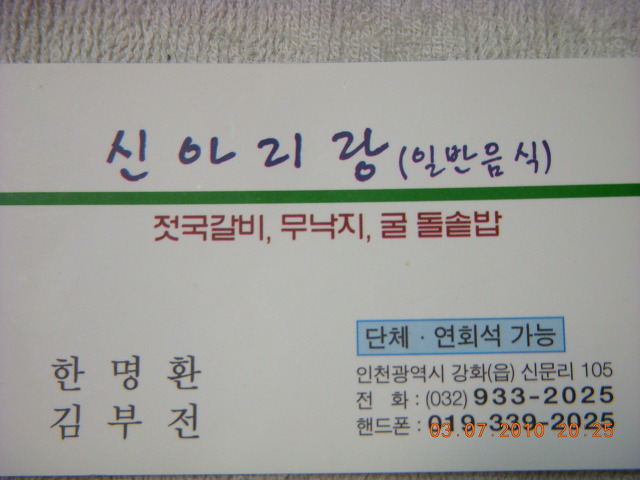 신아리랑 (일반음식)
젓국갈비, 무낙지, 굴 돌솥밥
단체 · 연회석 가능
한명환
김부전
인천광역시 강화(읍) 신문리 105
전 화 : (032) 933-2025
핸드폰 : 019-339-2025
03.07.2010 20:25